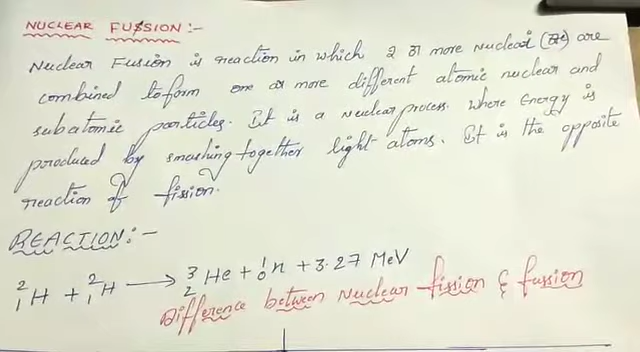 NUCLEAR FUSSION:-
Nuclear Fusion is reaction in which 2 or more nuclei are
combined to form one or more different atomic nuclear and
subatomic particles. It is a nuclear process. Where Energy is
produced by smashing together light atoms. It is the opposite
reaction of fission.
REACTION:-
²₁H + ²₁H ⟶ ³₂He + ¹₀n + 3.27 MeV
Difference between Nuclear fission & fussion